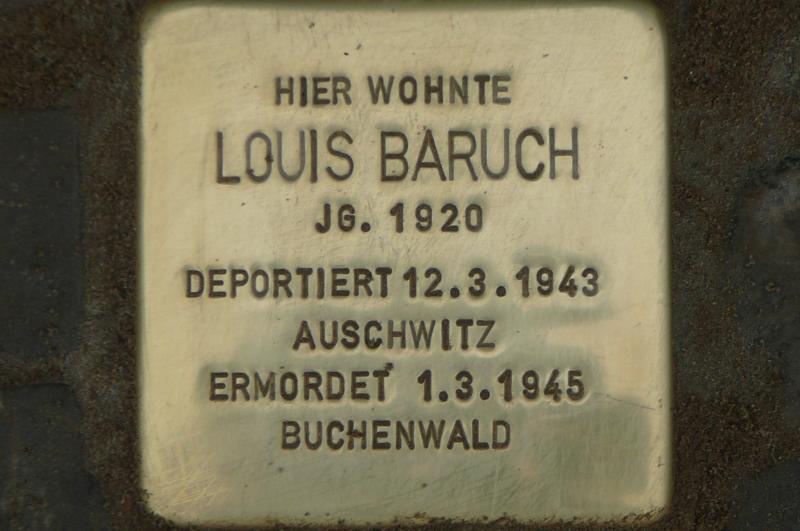 HIER WOHNTE
LOUIS BARUCH
JG. 1920
DEPORTIERT 12.3.1943
AUSCHWITZ
ERMORDET 1.3.1945
BUCHENWALD